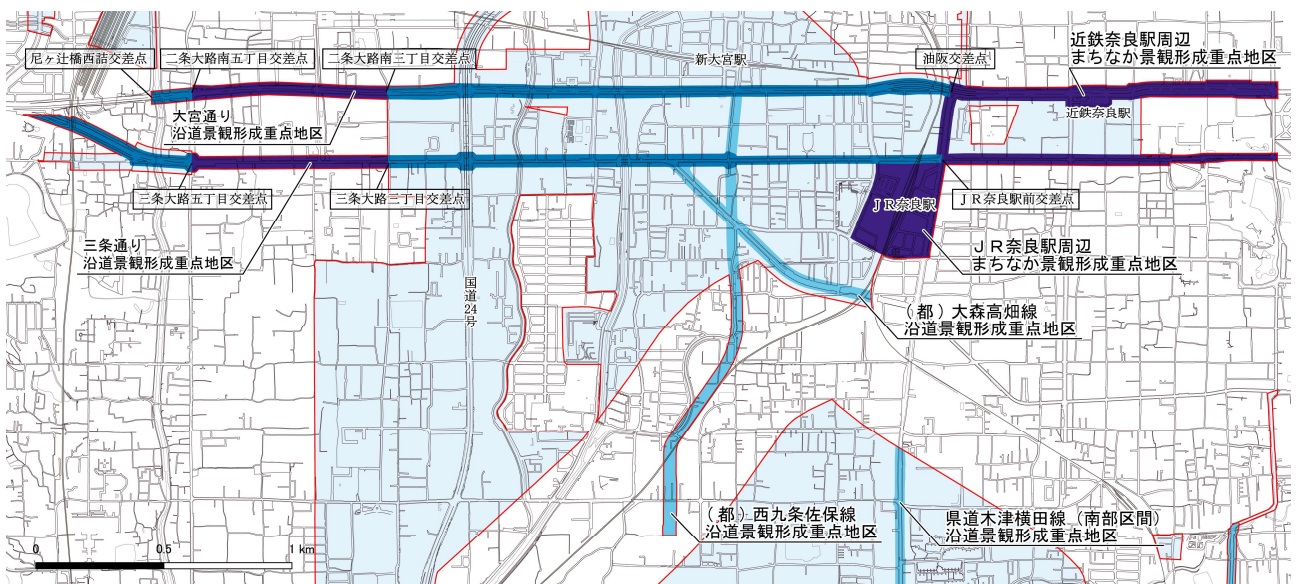 尼ヶ辻橋西詰交差点
二条大路南五丁目交差点
二条大路南三丁目交差点
新大宮駅
油阪交差点
近鉄奈良駅周辺
まちなか景観形成重点地区
大宮通り
沿道景観形成重点地区
近鉄奈良駅
三条大路五丁目交差点
三条大路三丁目交差点
ＪＲ奈良駅
ＪＲ奈良駅前交差点
三条通り
沿道景観形成重点地区
ＪＲ奈良駅周辺
まちなか景観形成重点地区
国道24号
（都）大森高畑線
沿道景観形成重点地区
（都）西九条佐保線
沿道景観形成重点地区
県道木津横田線（南部区間）
沿道景観形成重点地区
0 0.5 1 km